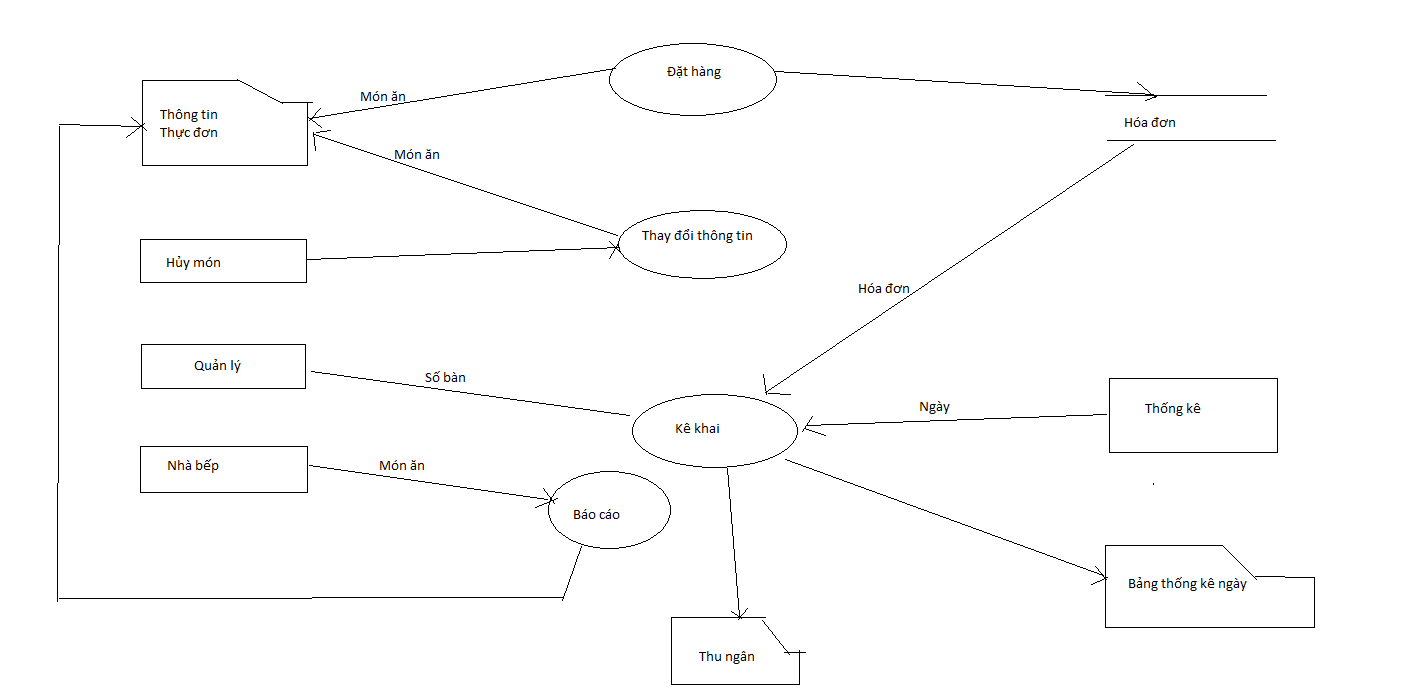 Đặt hàng
Món ăn
Thông tin
Thực đơn
Hóa đơn
Món ăn
Thay đổi thông tin
Hủy món
Hóa đơn
Quản lý
Số bàn
Ngày
Thống kê
Kê khai
Nhà bếp
Món ăn
Báo cáo
Bảng thống kê ngày
Thu ngân